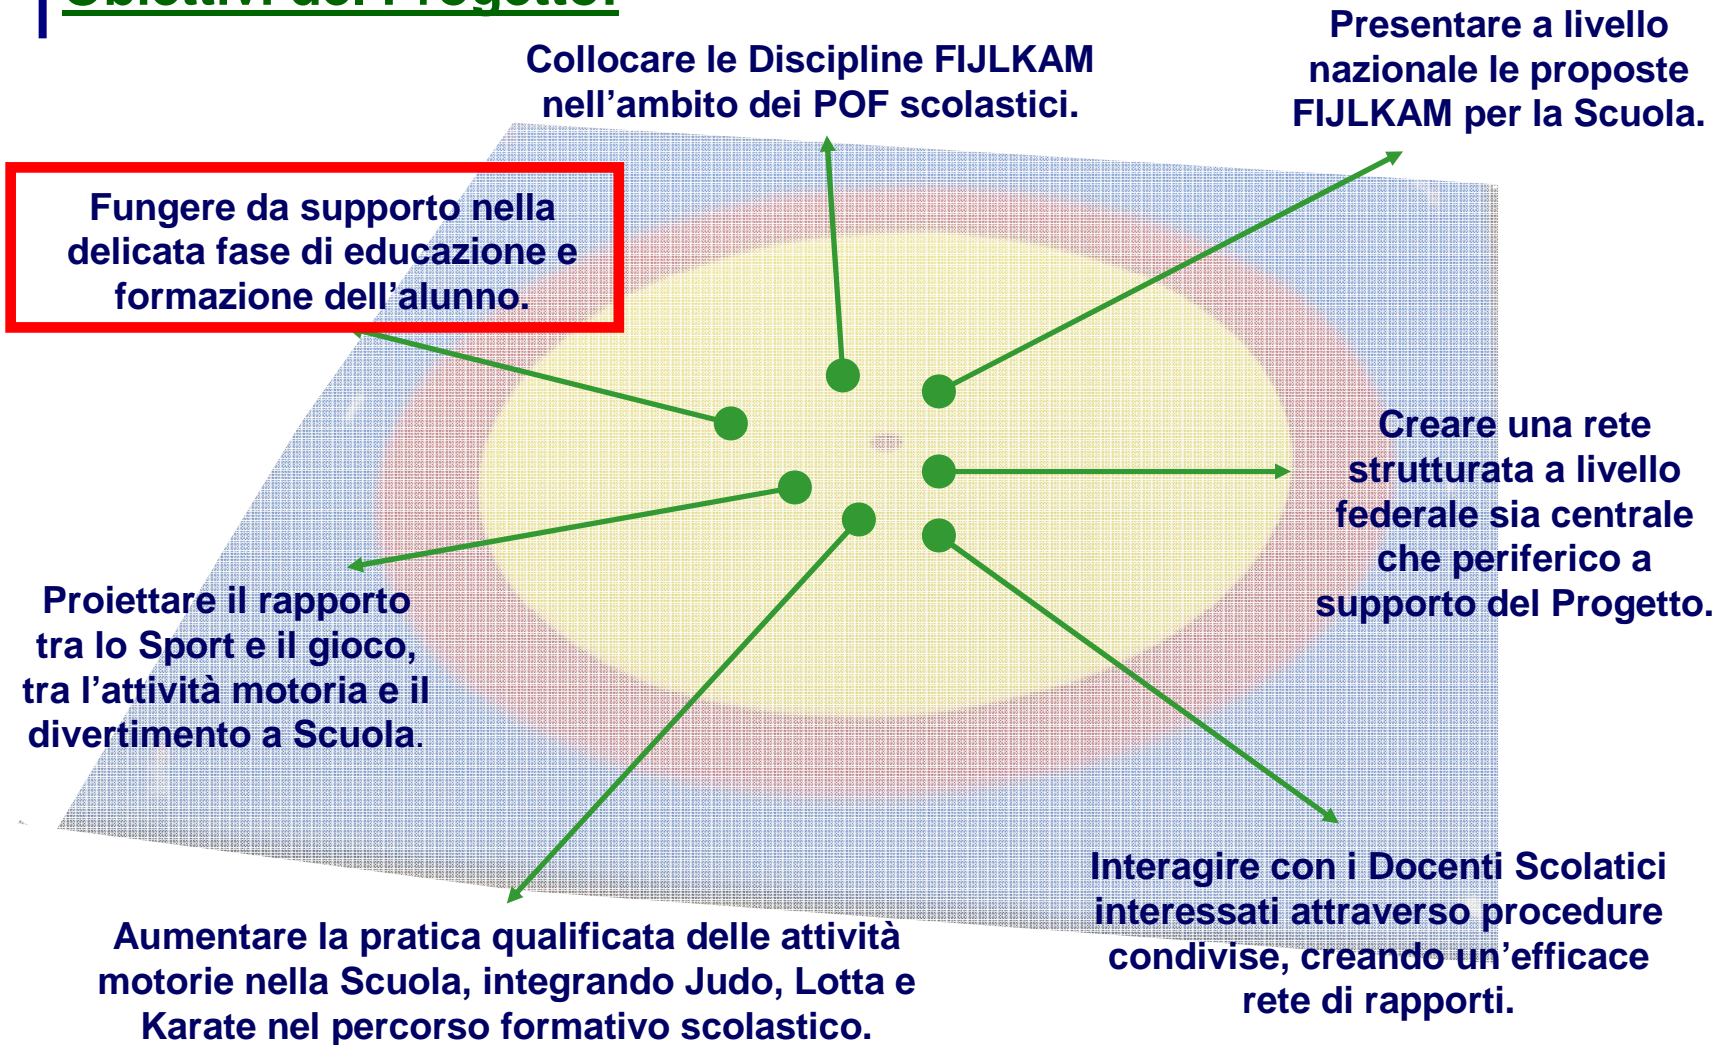 Obiettivi del Progetto:
Presentare a livello
nazionale le proposte
FIJLKAM per la Scuola.
Collocare le Discipline FIJLKAM
nell’ambito dei POF scolastici.
Fungere da supporto nella
delicata fase di educazione e
formazione dell’alunno.
Creare una rete
strutturata a livello
federale sia centrale
che periferico a
supporto del Progetto.
Proiettare il rapporto
tra lo Sport e il gioco,
tra l’attività motoria e il
divertimento a Scuola.
Interagire con i Docenti Scolatici
interessati attraverso procedure
condivise, creando un’efficace
rete di rapporti.
Aumentare la pratica qualificata delle attività
motorie nella Scuola, integrando Judo, Lotta e
Karate nel percorso formativo scolastico.